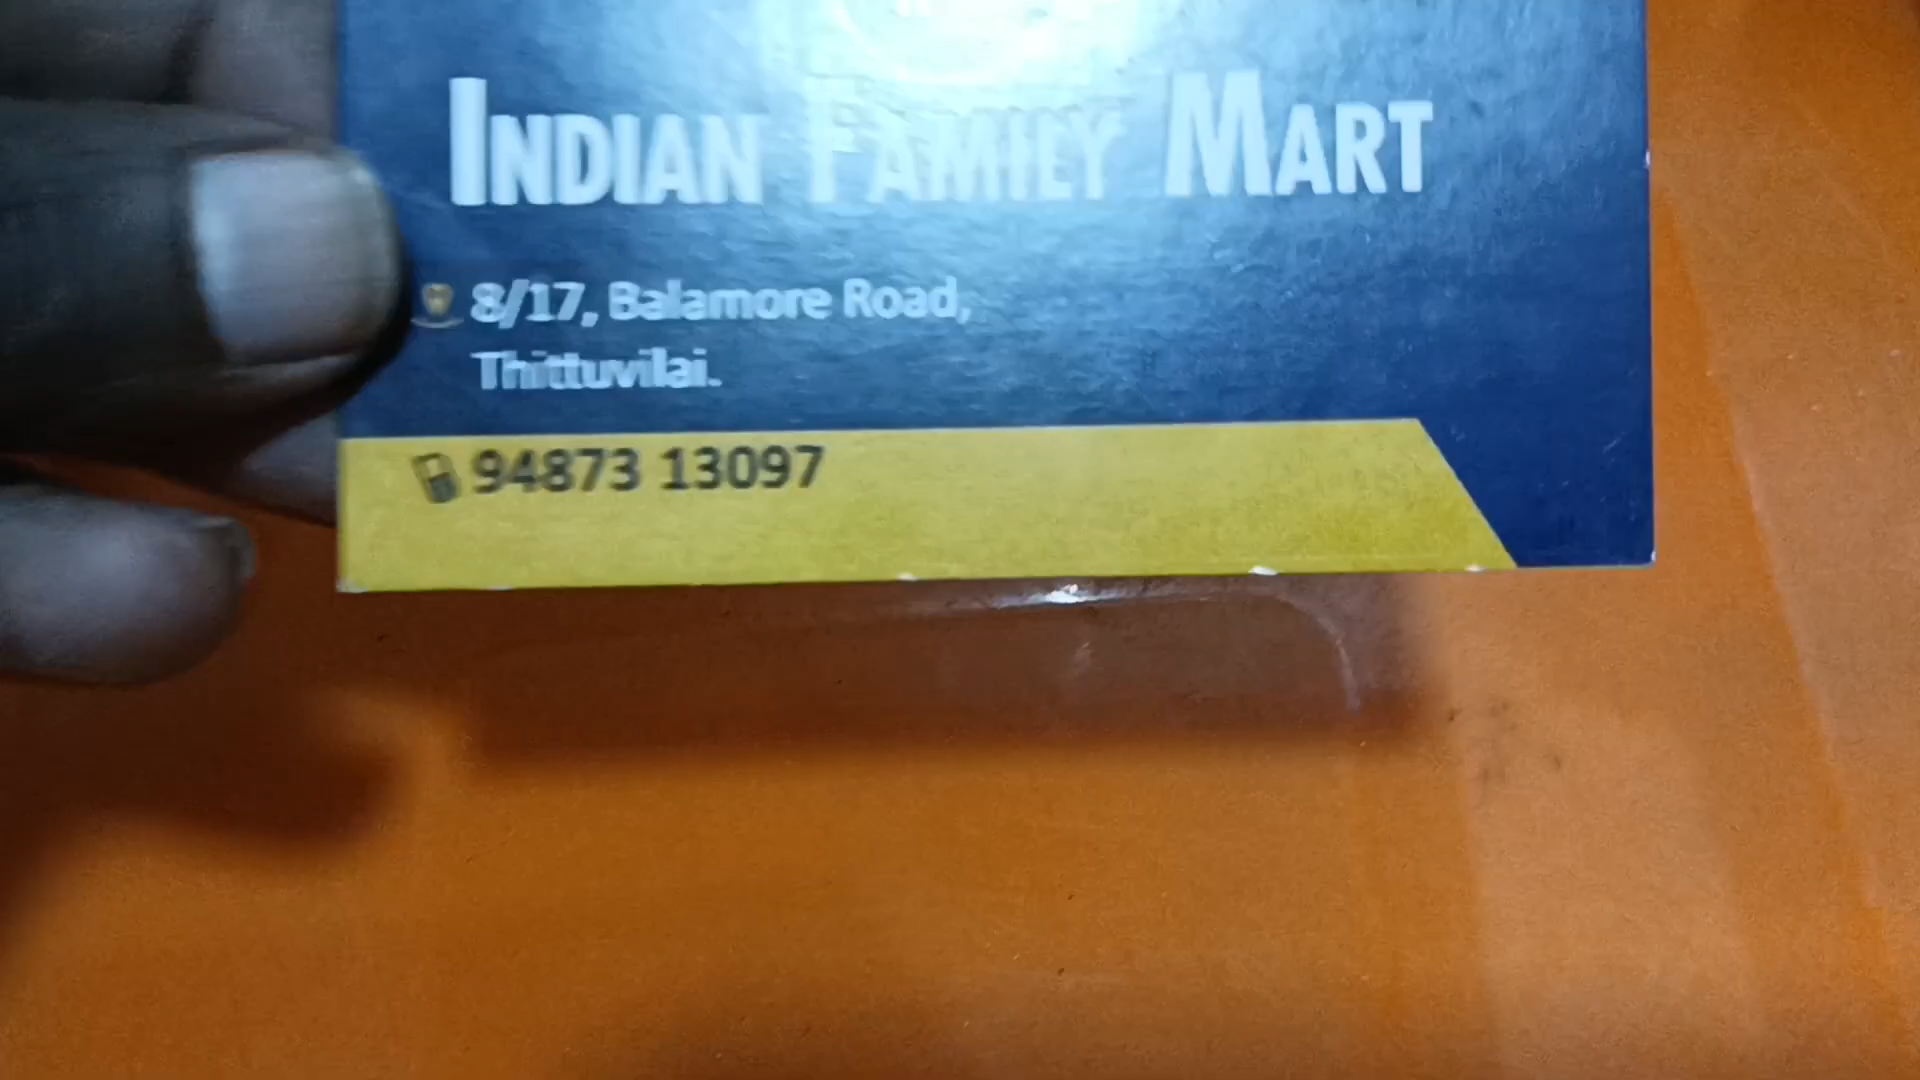 INDIAN FAMILY MART
8/17, Balamore Road,
Thittuvilai.
94873 13097